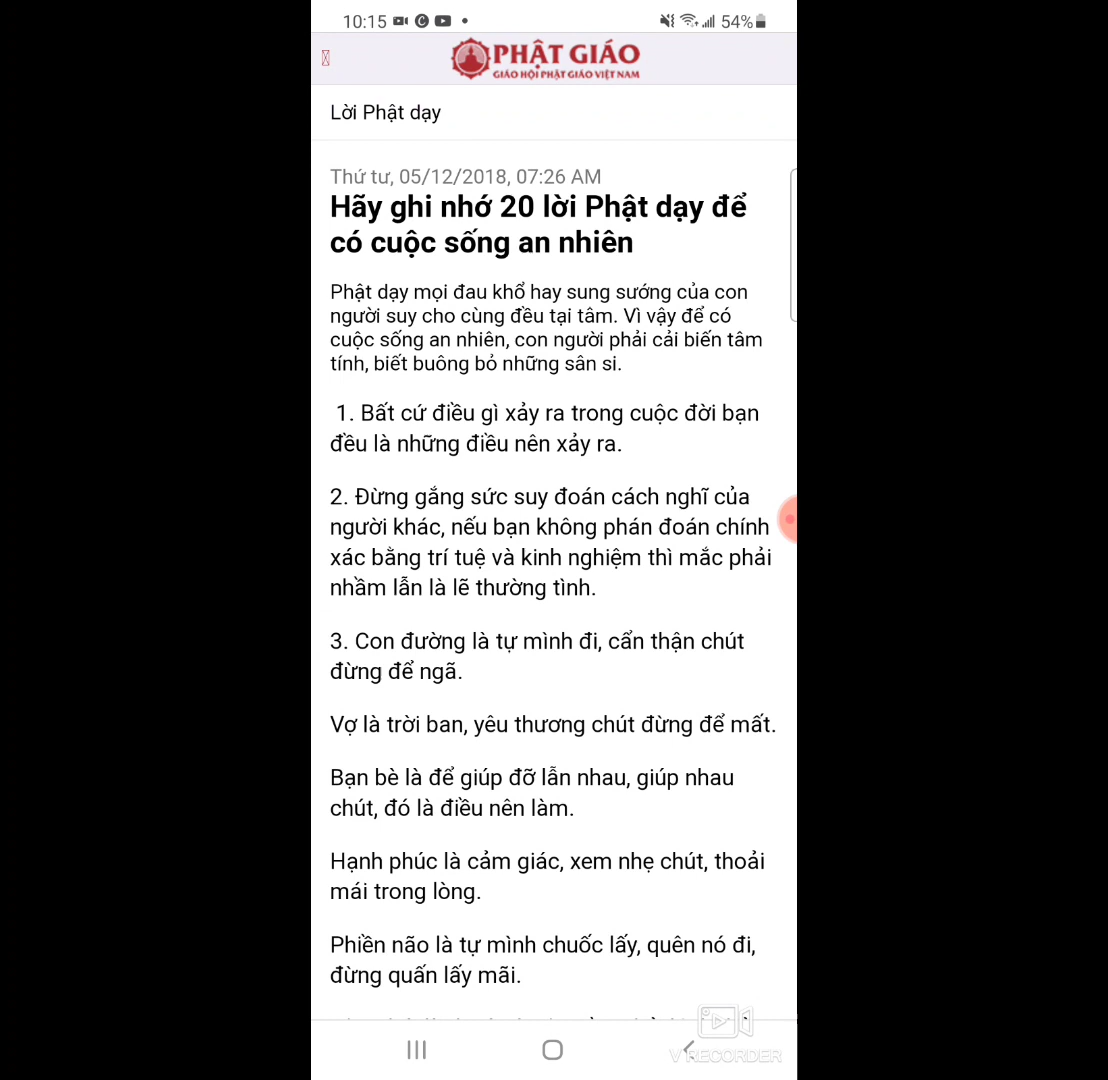 10:15
54%
PHẬT GIÁO
GIÁO HỘI PHẬT GIÁO VIỆT NAM
Lời Phật dạy
Thứ tư, 05/12/2018, 07:26 AM
Hãy ghi nhớ 20 lời Phật dạy để
có cuộc sống an nhiên
Phật dạy mọi đau khổ hay sung sướng của con
người suy cho cùng đều tại tâm. Vì vậy để có
cuộc sống an nhiên, con người phải cải biến tâm
tính, biết buông bỏ những sân si.
1. Bất cứ điều gì xảy ra trong cuộc đời bạn
đều là những điều nên xảy ra.
2. Đừng gắng sức suy đoán cách nghĩ của
người khác, nếu bạn không phán đoán chính
xác bằng trí tuệ và kinh nghiệm thì mắc phải
nhầm lẫn là lẽ thường tình.
3. Con đường là tự mình đi, cẩn thận chút
đừng để ngã.
Vợ là trời ban, yêu thương chút đừng để mất.
Bạn bè là để giúp đỡ lẫn nhau, giúp nhau
chút, đó là điều nên làm.
Hạnh phúc là cảm giác, xem nhẹ chút, thoải
mái trong lòng.
Phiền não là tự mình chuốc lấy, quên nó đi,
đừng quấn lấy mãi.
V RECORDER